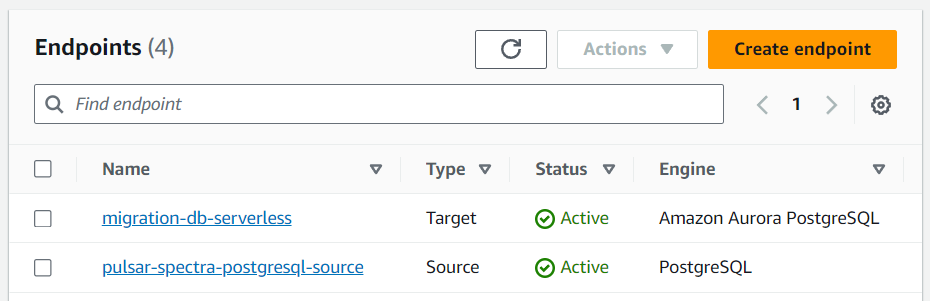 Endpoints (4)
Actions
Create endpoint
Find endpoint
1
Name Type Status Engine
migration-db-serverless Target Active Amazon Aurora PostgreSQL
pulsar-spectra-postgresql-source Source Active PostgreSQL